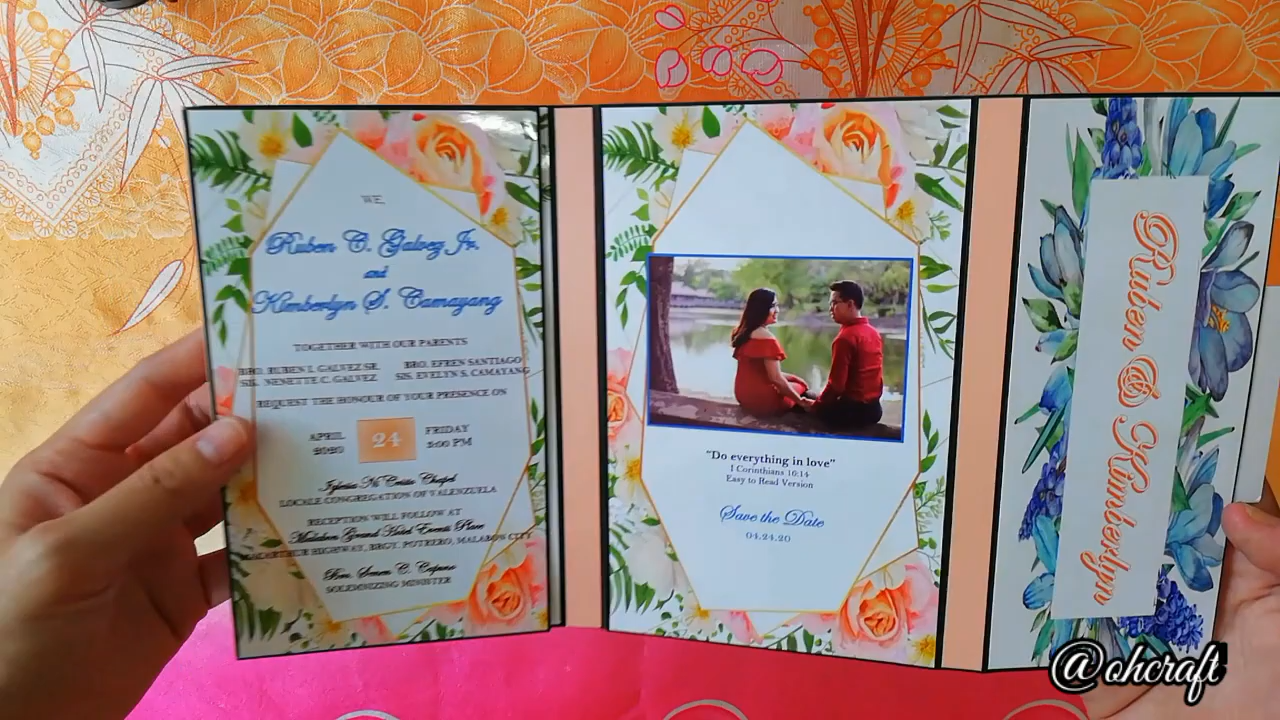 WE
Ruben C. Galvez Jr.
and
Kimberlyn S. Camayang
TOGETHER WITH OUR PARENTS
BRO. RUBEN I. GALVEZ SR. BRO. EFREN SANTIAGO
SIS. NENETTE C. GALVEZ SIS. EVELYN S. CAMAYANG
REQUEST THE HONOUR OF YOUR PRESENCE ON
APRIL 24 FRIDAY
2020 3:00 PM
Iglesia Ni Cristo Chapel
LOCALE CONGREGATION OF VALENZUELA
RECEPTION WILL FOLLOW AT
Malabon Grand Hotel Events Place
MACARTHUR HIGHWAY, BRGY. POTRERO, MALABON CITY
SOLEMNIZING MINISTER
"Do everything in love"
1 Corinthians 16:14
Easy to Read Version
Save the Date
04.24.20
Ruben & Kimberlyn
@ohcraft